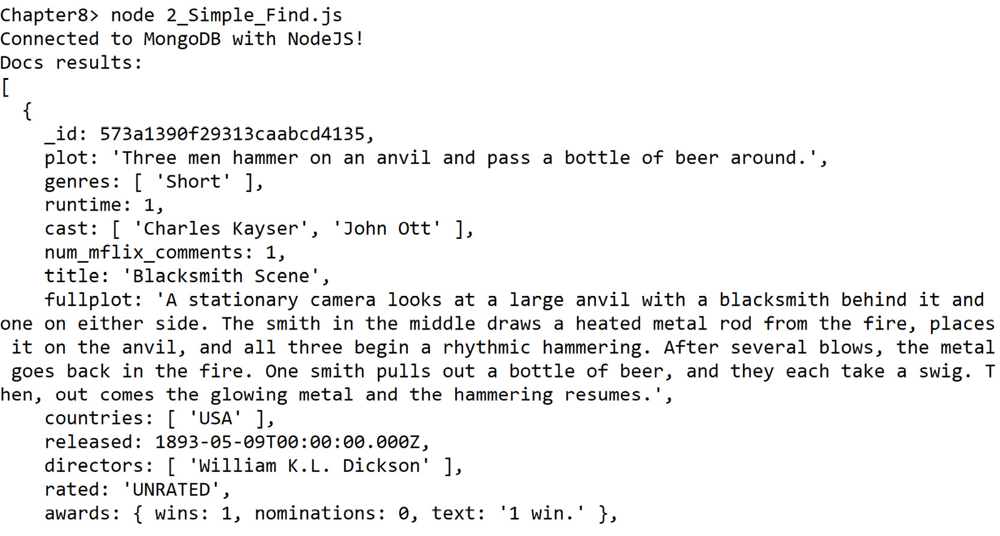 Chapter8> node 2_Simple_Find.js
Connected to MongoDB with NodeJS!
Docs results:
[
  {
    _id: 573a1390f29313caabcd4135,
    plot: 'Three men hammer on an anvil and pass a bottle of beer around.',
    genres: [ 'Short' ],
    runtime: 1,
    cast: [ 'Charles Kayser', 'John Ott' ],
    num_mflix_comments: 1,
    title: 'Blacksmith Scene',
    fullplot: 'A stationary camera looks at a large anvil with a blacksmith behind it and
one on either side. The smith in the middle draws a heated metal rod from the fire, places
 it on the anvil, and all three begin a rhythmic hammering. After several blows, the metal
 goes back in the fire. One smith pulls out a bottle of beer, and they each take a swig. T
hen, out comes the glowing metal and the hammering resumes.',
    countries: [ 'USA' ],
    released: 1893-05-09T00:00:00.000Z,
    directors: [ 'William K.L. Dickson' ],
    rated: 'UNRATED',
    awards: { wins: 1, nominations: 0, text: '1 win.' },